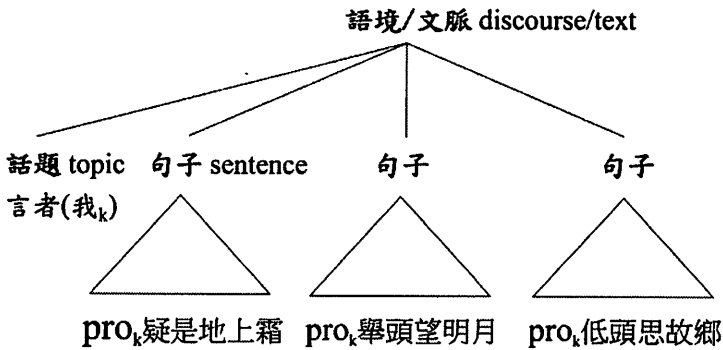 語境/文脈 discourse/text
話題 topic 句子 sentence 句子 句子
言者(我k)
prok疑是地上霜 prok舉頭望明月 prok低頭思故鄉